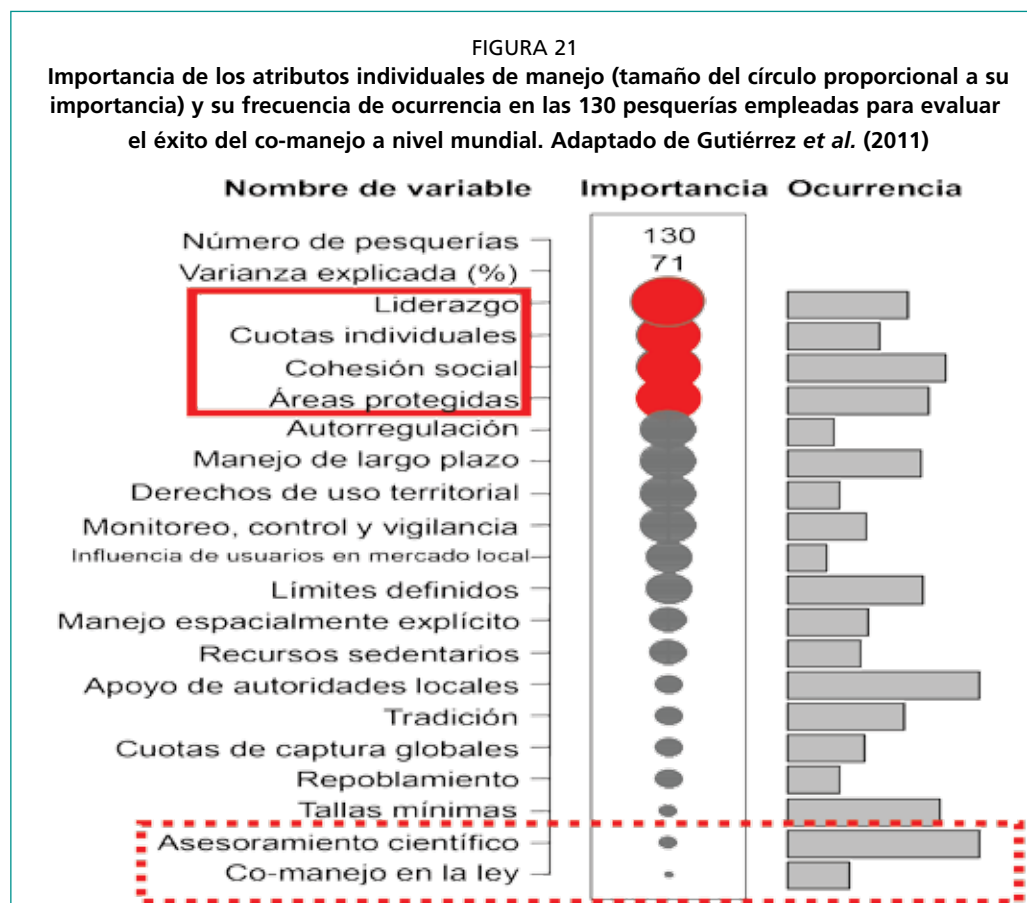 FIGURA 21
Importancia de los atributos individuales de manejo (tamaño del círculo proporcional a su
importancia) y su frecuencia de ocurrencia en las 130 pesquerías empleadas para evaluar
el éxito del co-manejo a nivel mundial. Adaptado de Gutiérrez et al. (2011)
Nombre de variable Importancia Ocurrencia
Número de pesquerías 130
Varianza explicada (%) 71
Liderazgo
Cuotas individuales
Cohesión social
Áreas protegidas
Autorregulación
Manejo de largo plazo
Derechos de uso territorial
Monitoreo, control y vigilancia
Influencia de usuarios en mercado local
Límites definidos
Manejo espacialmente explícito
Recursos sedentarios
Apoyo de autoridades locales
Tradición
Cuotas de captura globales
Repoblamiento
Tallas mínimas
Asesoramiento científico
Co-manejo en la ley